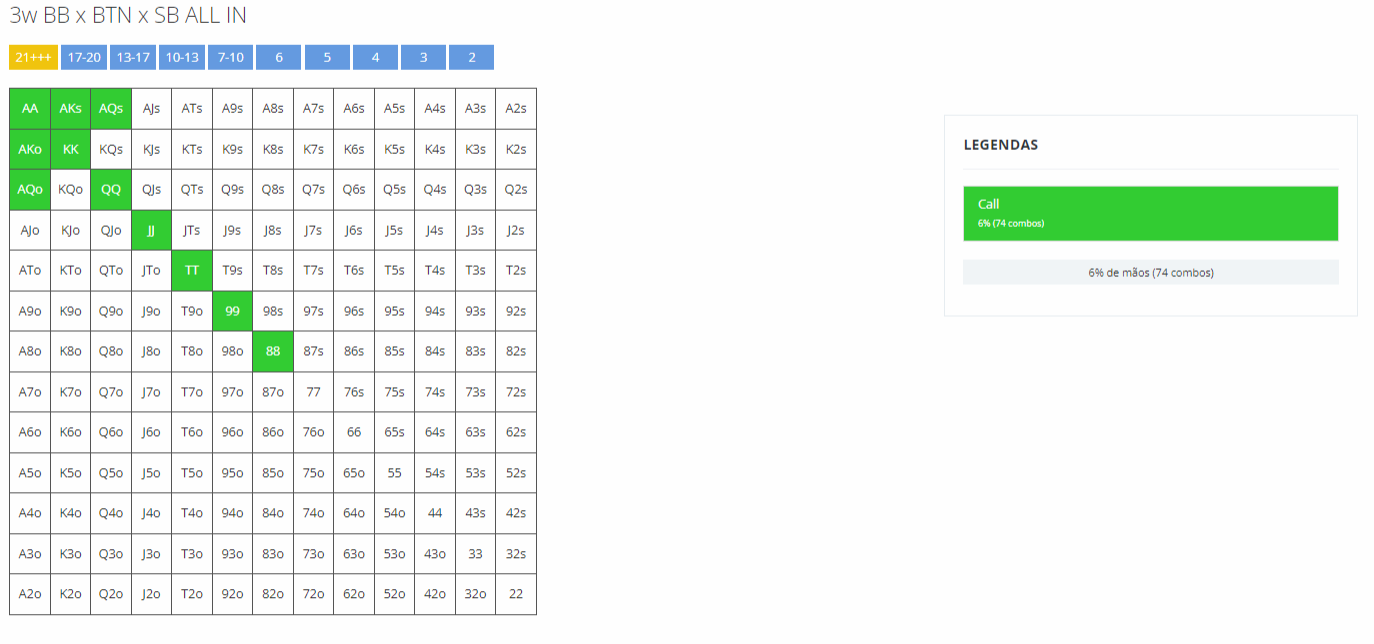 3w BB x BTN x SB ALL IN
21+++ 17-20 13-17 10-13 7-10 6 5 4 3 2
AA AKs AQs AJs ATs A9s A8s A7s A6s A5s A4s A3s A2s
AKo KK KQs KJs KTs K9s K8s K7s K6s K5s K4s K3s K2s
AQo KQo QQ QJs QTs Q9s Q8s Q7s Q6s Q5s Q4s Q3s Q2s
AJo KJo QJo JJ JTs J9s J8s J7s J6s J5s J4s J3s J2s
ATo KTo QTo JTo TT T9s T8s T7s T6s T5s T4s T3s T2s
A9o K9o Q9o J9o T9o 99 98s 97s 96s 95s 94s 93s 92s
A8o K8o Q8o J8o T8o 98o 88 87s 86s 85s 84s 83s 82s
A7o K7o Q7o J7o T7o 97o 87o 77 76s 75s 74s 73s 72s
A6o K6o Q6o J6o T6o 96o 86o 76o 66 65s 64s 63s 62s
A5o K5o Q5o J5o T5o 95o 85o 75o 65o 55 54s 53s 52s
A4o K4o Q4o J4o T4o 94o 84o 74o 64o 54o 44 43s 42s
A3o K3o Q3o J3o T3o 93o 83o 73o 63o 53o 43o 33 32s
A2o K2o Q2o J2o T2o 92o 82o 72o 62o 52o 42o 32o 22
LEGENDAS
Call
6% (74 combos)
6% de mãos (74 combos)